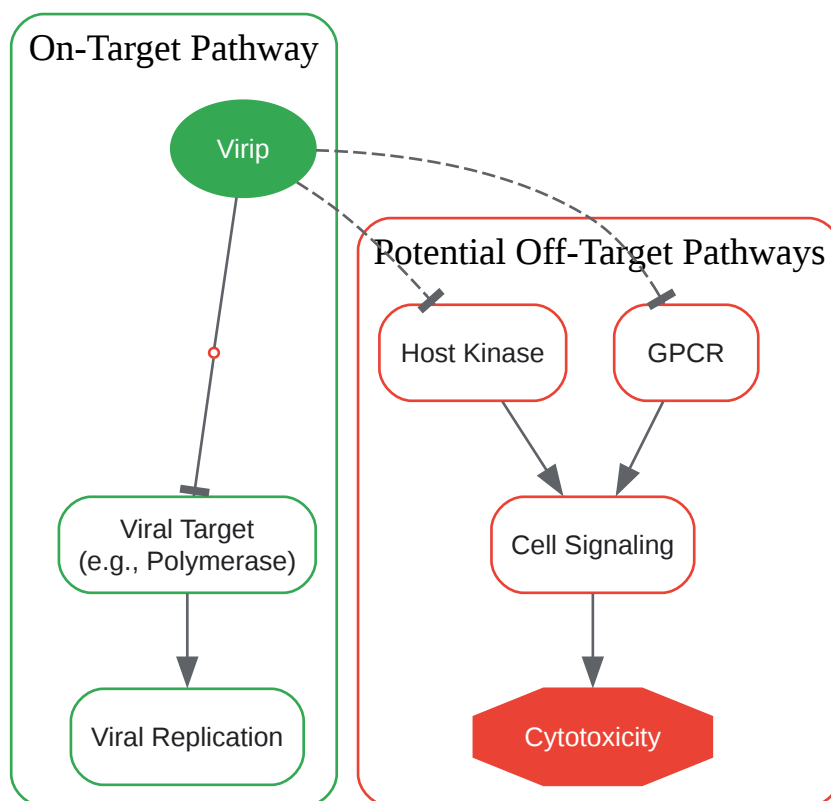 On-Target Pathway
Virip
Potential Off-Target Pathways
Host Kinase
GPCR
Viral Target
(e.g., Polymerase)
Cell Signaling
Viral Replication
Cytotoxicity